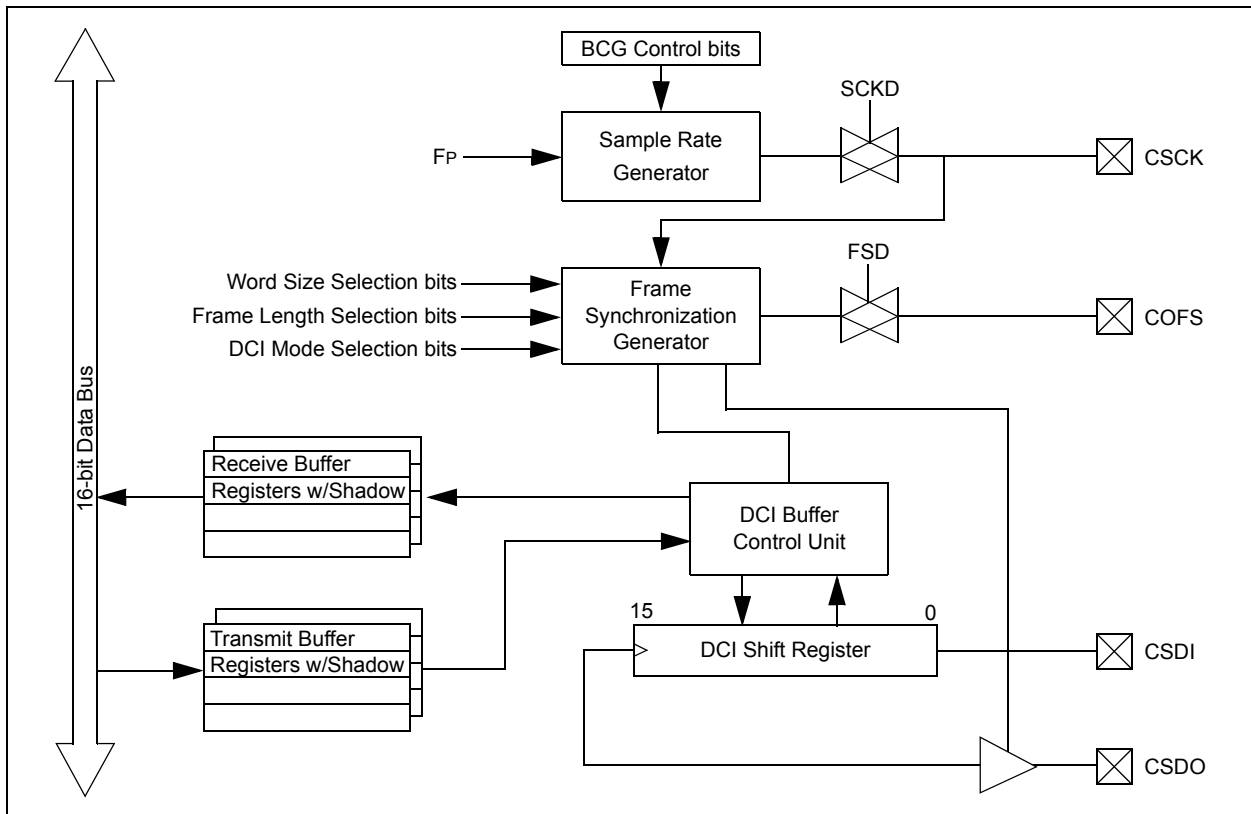 BCG Control bits
SCKD
Sample Rate
Generator
FP
CSCK
FSD
Word Size Selection bits
Frame Length Selection bits
DCI Mode Selection bits
Frame
Synchronization
Generator
COFS
16-bit Data Bus
Receive Buffer
Registers w/Shadow
DCI Buffer
Control Unit
15
0
Transmit Buffer
Registers w/Shadow
DCI Shift Register
CSDI
CSDO